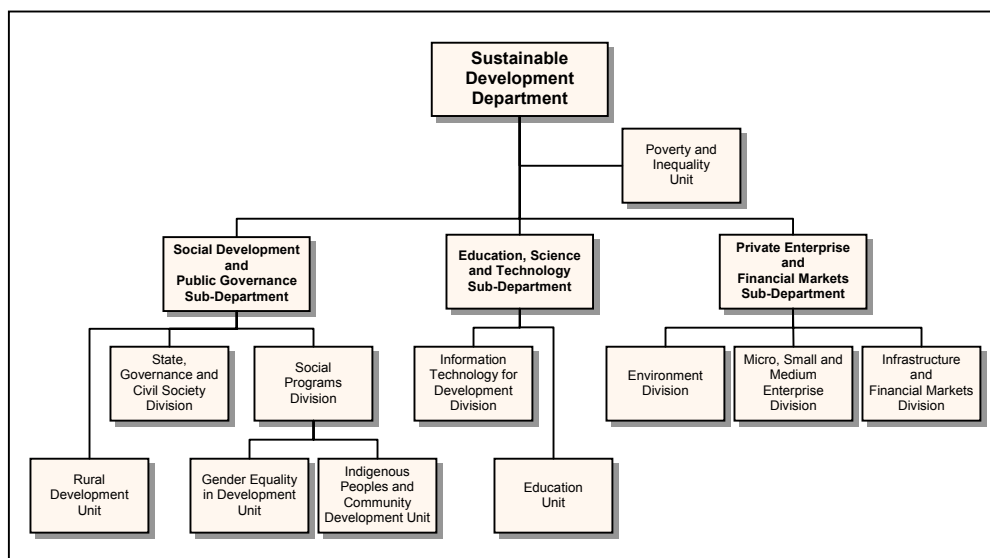 Sustainable
Development
Department
Poverty and
Inequality
Unit
Social Development
and
Public Governance
Sub-Department
Education, Science
and Technology
Sub-Department
Private Enterprise
and
Financial Markets
Sub-Department
State,
Governance and
Civil Society
Division
Social
Programs
Division
Information
Technology for
Development
Division
Environment
Division
Micro, Small and
Medium
Enterprise
Division
Infrastructure
and
Financial Markets
Division
Rural
Development
Unit
Gender Equality
in Development
Unit
Indigenous
Peoples and
Community
Development Unit
Education
Unit